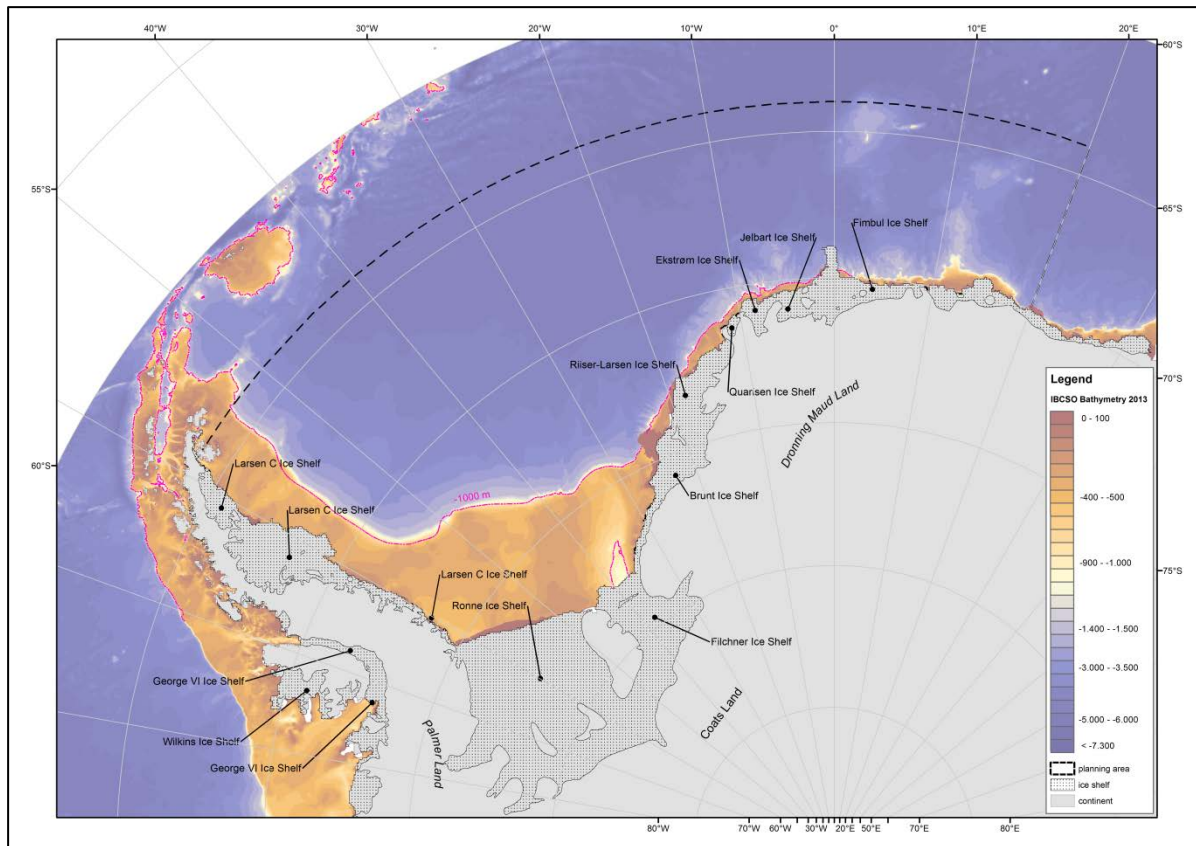 40°W
30°W
20°W
10°W
0°
10°E
20°E
60°S
55°S
65°S
Fimbul Ice Shelf
Jelbart Ice Shelf
Ekstrøm Ice Shelf
Riiser-Larsen Ice Shelf
70°S
Quarisen Ice Shelf
Legend
IBCSO Bathymetry 2013
0 - 100
-400 - -500
-900 - -1.000
-1.400 - -1.500
-3.000 - -3.500
-5.000 - -6.000
< -7.300
planning area
ice shelf
continent
Dronning Maud Land
60°S
Larsen C Ice Shelf
-1000 m
Brunt Ice Shelf
Larsen C Ice Shelf
Larsen C Ice Shelf
Ronne Ice Shelf
Filchner Ice Shelf
George VI Ice Shelf
Wilkins Ice Shelf
George VI Ice Shelf
Palmer Land
Coats Land
80°W
70°W
60°W
30°W
20°E
50°E
70°E
80°E